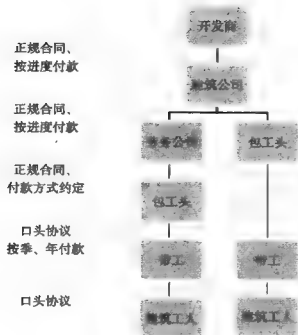 开发商
正规合同、
按进度付款
建筑公司
正规合同、
按进度付款
劳务公司 包工头
正规合同、
付款方式约定
包工头
口头协议
按季、年付款
带工 带工
口头协议
建筑工人 建筑工人